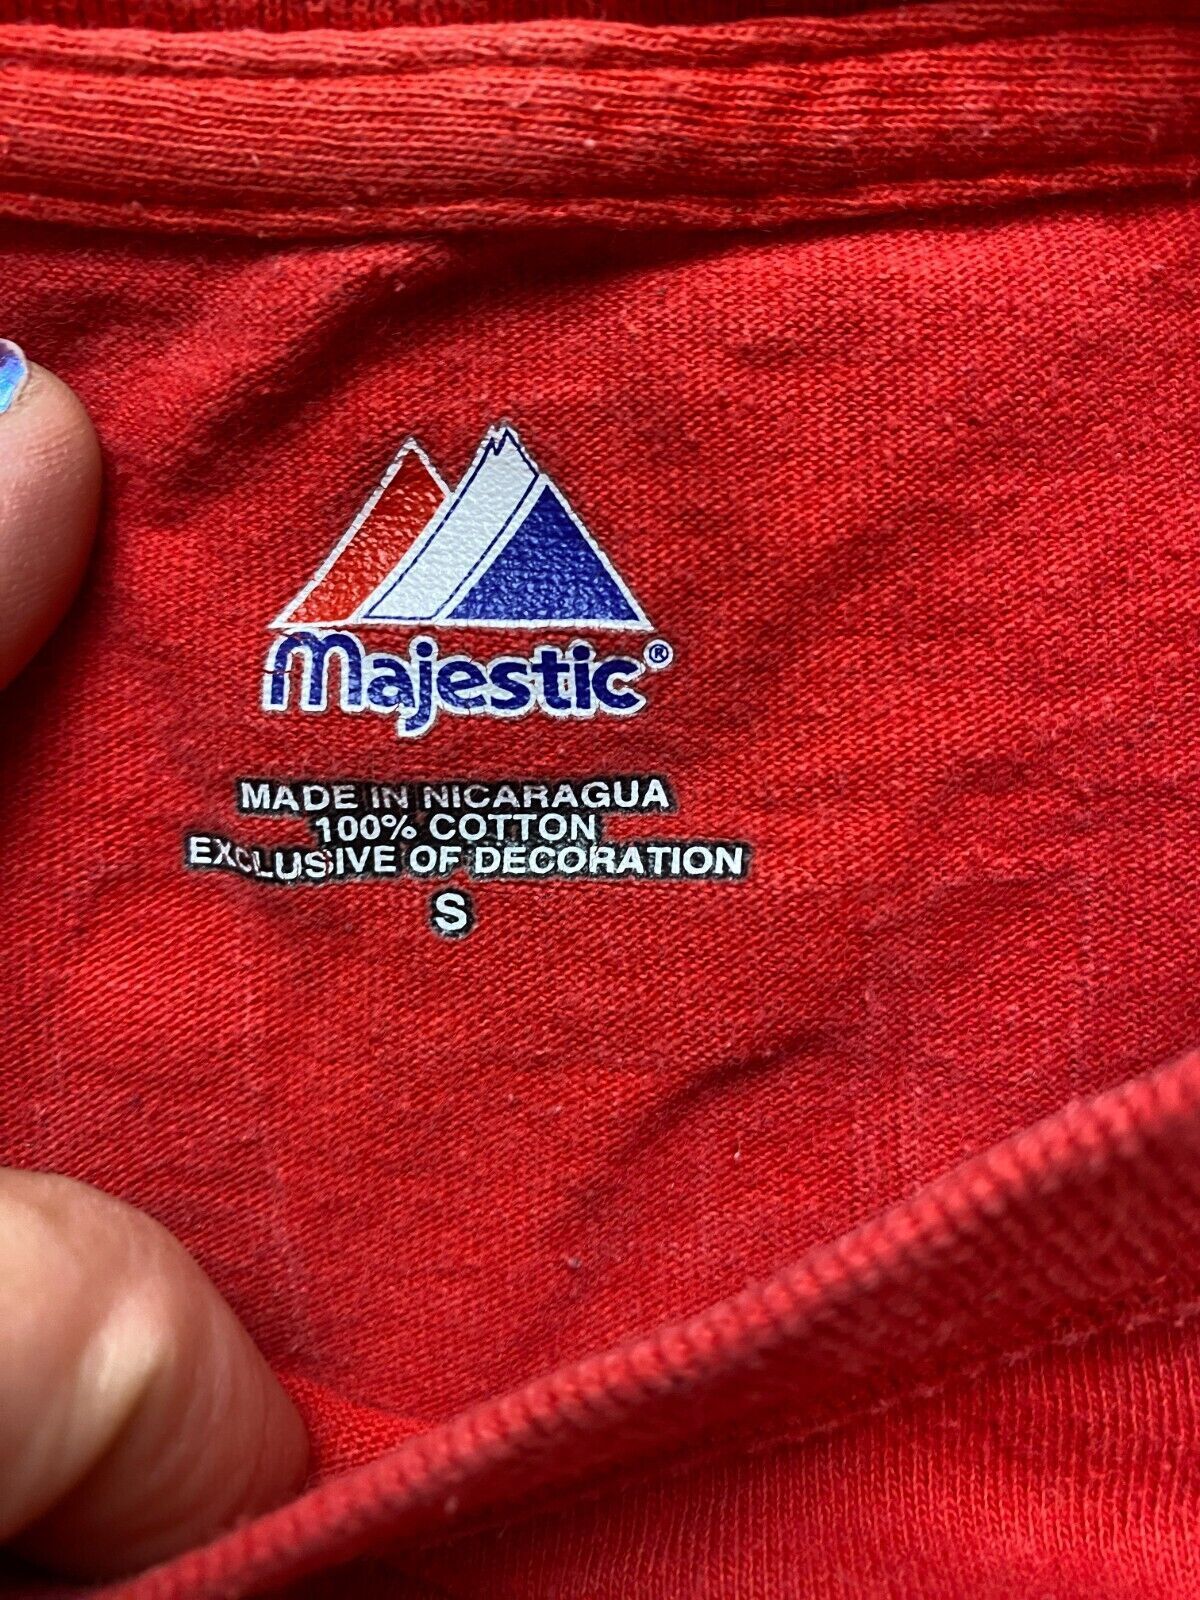 Majestic®
MADE IN NICARAGUA
100% COTTON
EXCLUSIVE OF DECORATION
S